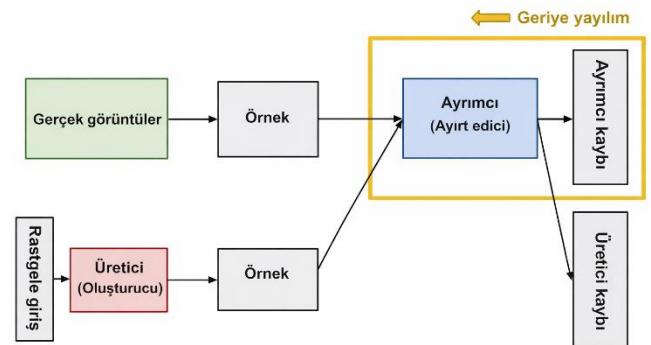 Geriye yayılım
Gerçek görüntüler
Örnek
Ayrımcı
(Ayırt edici)
Ayrımcı kaybı
Rastgele giriş
Üretici
(Oluşturucu)
Örnek
Üretici kaybı